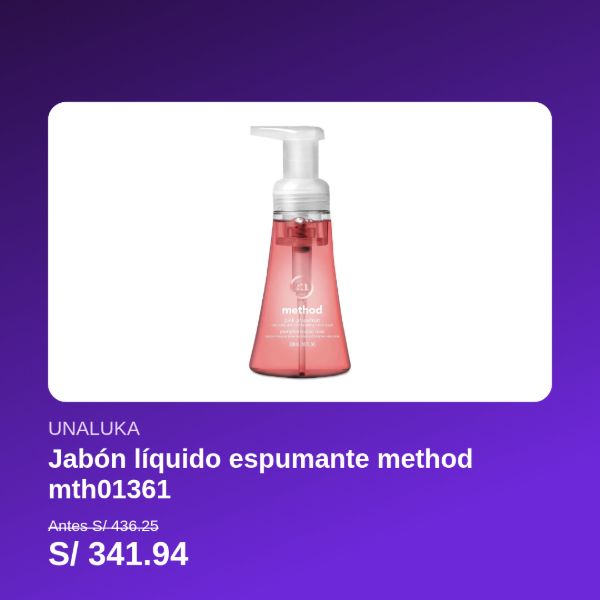 method
UNALUKA
Jabón líquido espumante method
mth01361
Antes S/ 436.25
S/ 341.94